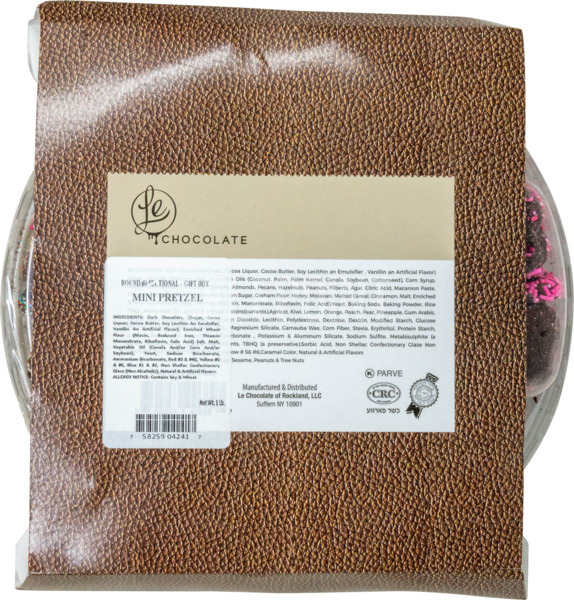 Le
CHOCOLATE
TIONAL - GIFT BOX
MINI PRETZEL
INGREDIENTS: Dark Chocolate, (Sugar, Cocoa
Liquor, Cocoa Butter, Soy Lecithin An Emulsifier,
Vanillin An Artificial Flavor); Enriched Wheat
Flour (Niacin, Reduced Iron, Thiamin
Mononitrate, Riboflavin, Folic Acid), Salt, Malt,
Vegetable Oil (Canola And/or Corn And/or
Soybean), Yeast, Sodium Bicarbonate,
Ammonium Bicarbonate, Red #3 & #40, Yellow #5
& #6, Blue #1 & #2, Non Shellac Confectionary
Glaze (Non Alcoholic), Natural & Artificial Flavors.
ALLERGY NOTICE: Contains Soy & Wheat.
Net Wt. 1 Lb.
7 58259 04241 7
Liquor, Cocoa Butter, Soy Lecithin an Emulsifier, Vanillin an Artificial Flavor)
Oils (Coconut, Palm, Palm Kernel, Canola, Soybean, Cottonseed), Corn Syrup,
Almonds, Pecans, Hazelnuts, Peanuts, Filberts, Agar, Citric Acid, Macaroon Paste,
Sugar, Graham Flour, Honey, Molasses, Malted Cereal, Cinnamon, Malt, Enriched
Iron, Mononitrate, Riboflavin, Folic Acid) Yeast, Baking Soda, Baking Powder, Rice
Apricot, Kiwi, Lemon, Orange, Peach, Pear, Pineapple, Gum Arabic,
Dioxide, Lecithin, Polydextrose, Dextrose, Dextrin, Modified Starch, Glucose
Magnesium Silicate, Carnauba Wax, Corn Fiber, Stevia, Erythritol, Protein Starch,
Potassium & Aluminum Silicate, Sodium Sulfite, Metabisulphite (a
TBHQ (a preservative) Sorbic Acid, Non Shellac Confectionary Glaze Non
# 5& #6,Caramel Color, Natural & Artificial Flavors
Sesame, Peanuts & Tree Nuts
K PARVE
Manufactured & Distributed
Le Chocolate of Rockland, LLC
Suffern NY 10901
CRC
כשר פארווע